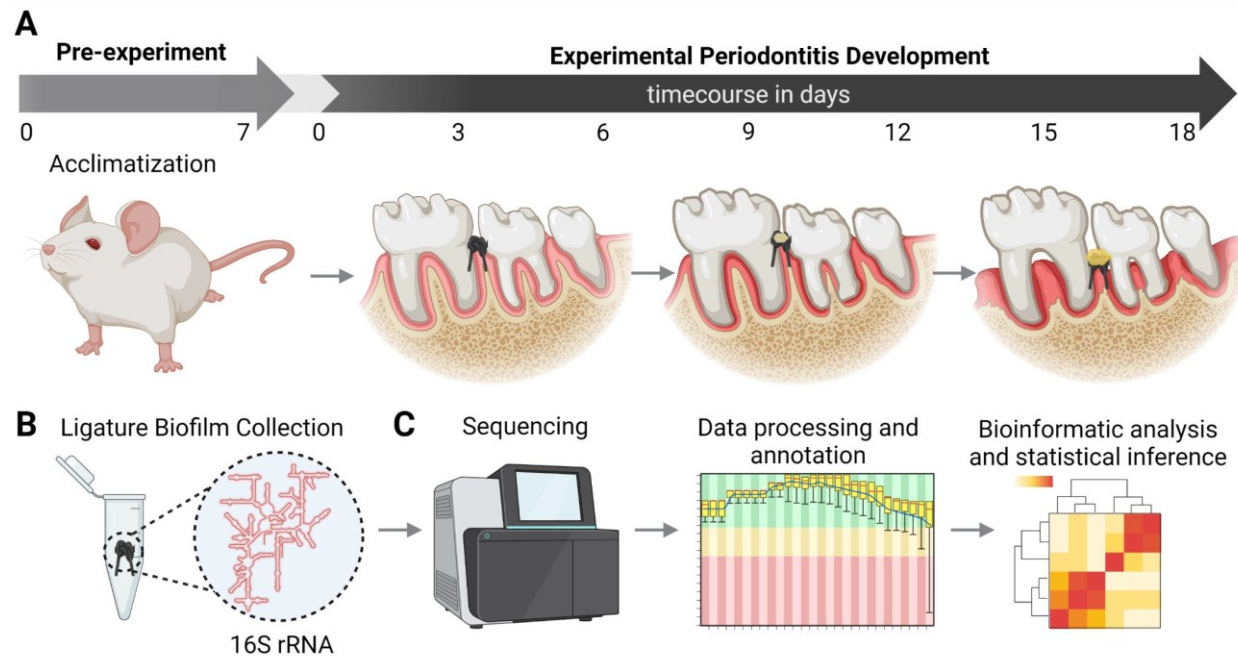 A
Pre-experiment
Experimental Periodontitis Development
timecourse in days
0 7 0 3 6 9 12 15 18
Acclimatization
B
Ligature Biofilm Collection
16S rRNA
C
Sequencing
Data processing and
annotation
Bioinformatic analysis
and statistical inference